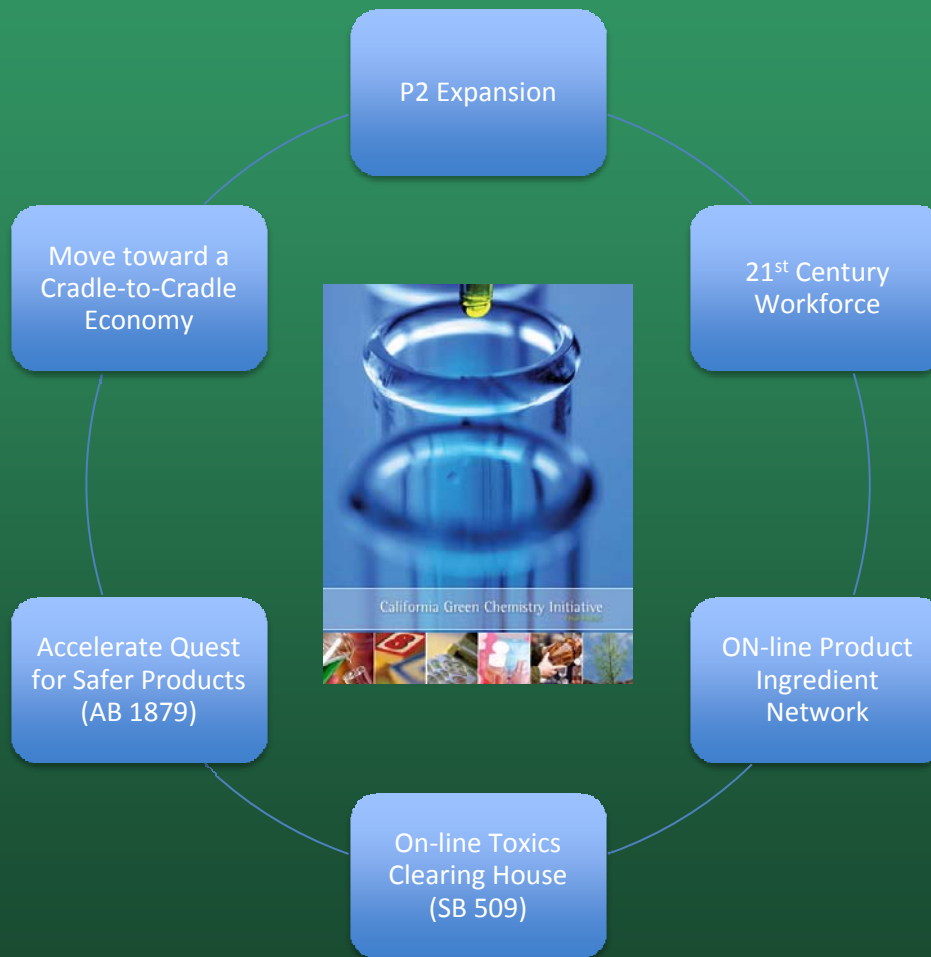 P2 Expansion
21st Century
Workforce
ON-line Product
Ingredient
Network
On-line Toxics
Clearing House
(SB 509)
Accelerate Quest
for Safer Products
(AB 1879)
Move toward a
Cradle-to-Cradle
Economy
California Green Chemistry Initiative